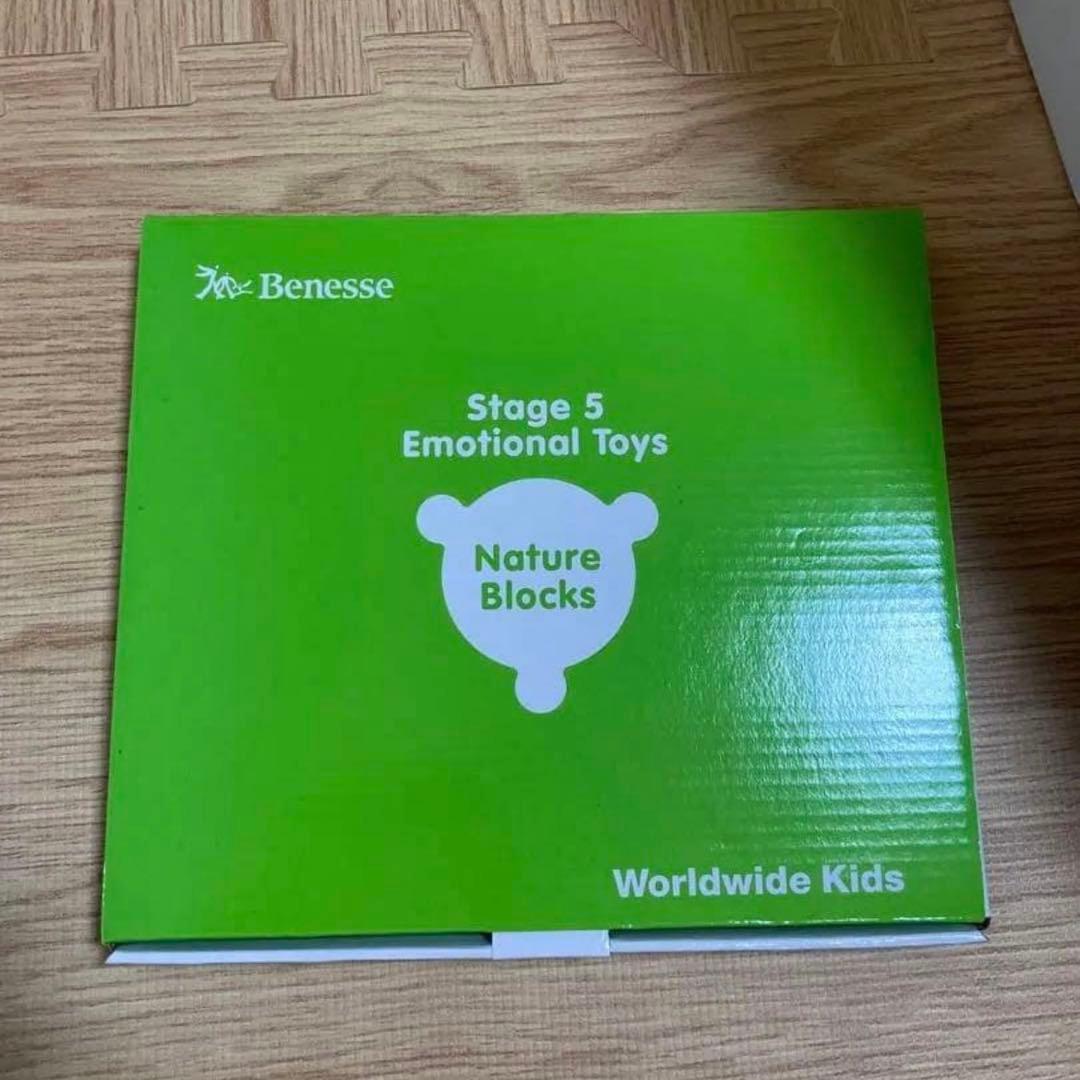 Benesse
Stage 5
Emotional Toys
Nature
Blocks
Worldwide Kids